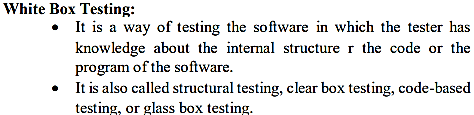 White Box Testing:
• It is a way of testing the software in which the tester has
knowledge about the internal structure r the code or the
program of the software.
• It is also called structural testing, clear box testing, code-based
testing, or glass box testing.